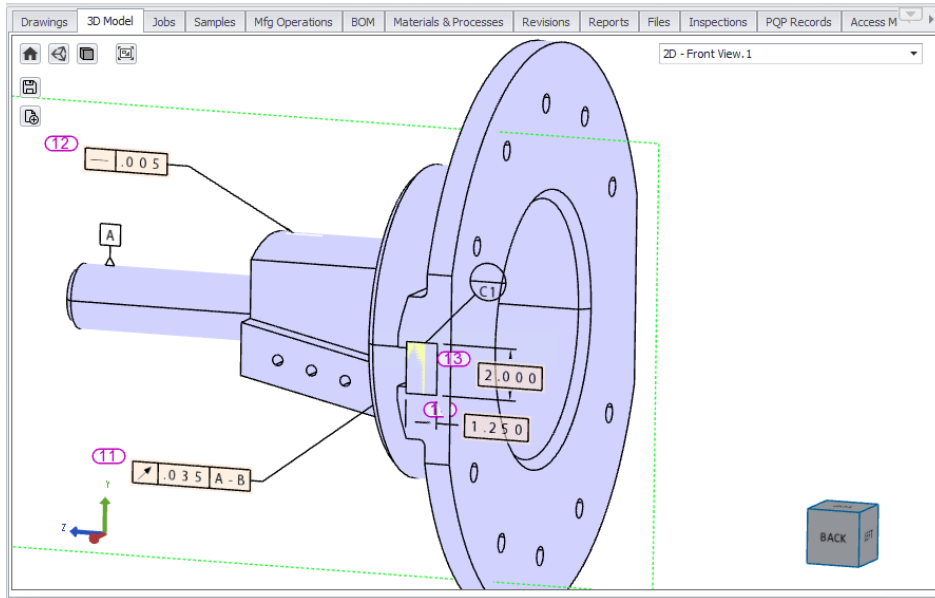 Drawings 3D Model Jobs Samples Mfg Operations BOM Materials & Processes Revisions Reports Files Inspections PQP Records Access M
2D - Front View.1
12
.005
A
C1
13
2.000
1.250
11
.035 A-B
Y
Z
BACK